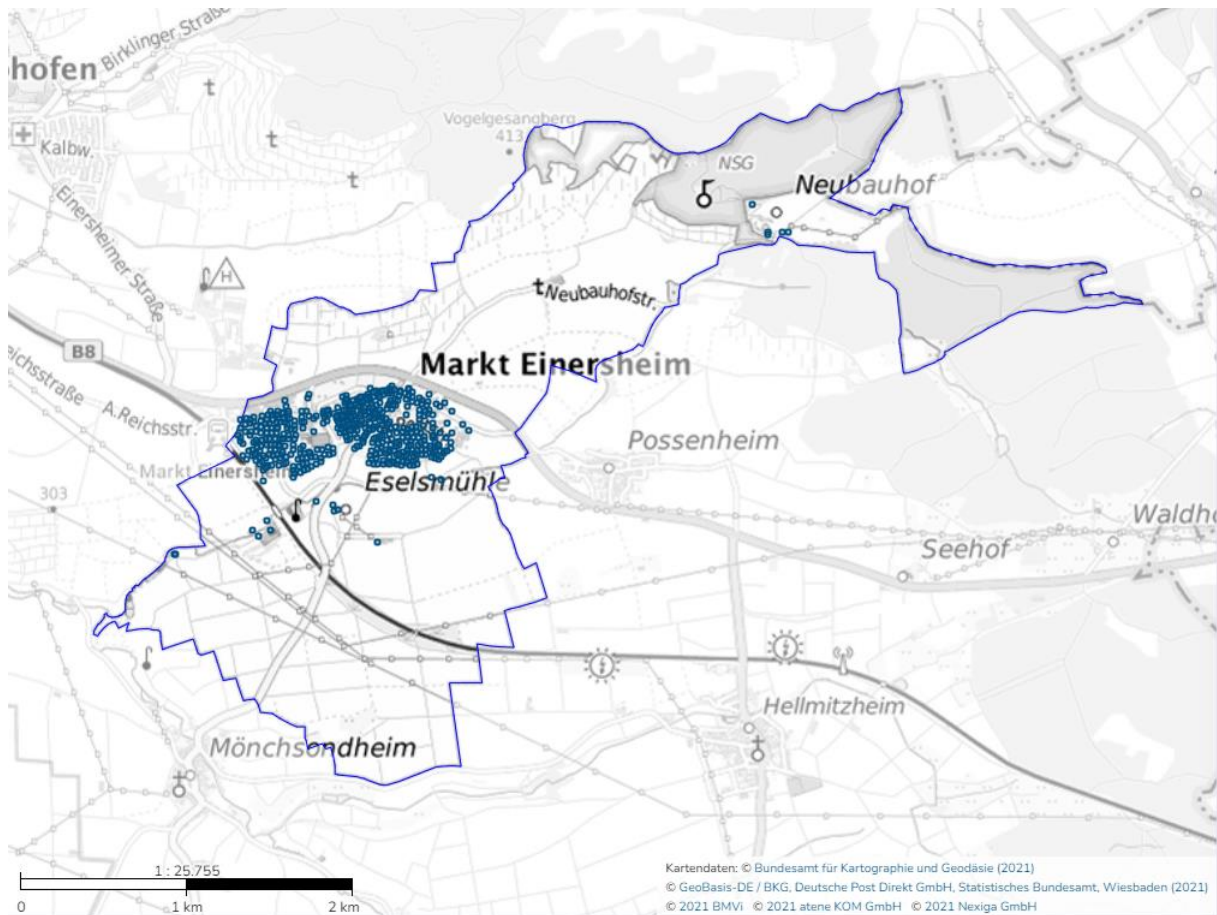 hofen
Birklinger Straße
Kalbw.
Vogelgesangberg
413
NSG
Neubauhof
Einersheimer Straße
H
Neubauhofstr.
B8
eichsstraße
A.Reichsstr.
Markt Einersheim
Markt Einersheim
Possenheim
Eselsmühle
303
Waldho
Seehof
Hellmitzheim
Mönchsondheim
1 : 25.755
0
1 km
2 km
Kartendaten: © Bundesamt für Kartographie und Geodäsie (2021)
© GeoBasis-DE / BKG, Deutsche Post Direkt GmbH, Statistisches Bundesamt, Wiesbaden (2021)
© 2021 BMVi © 2021 atene KOM GmbH © 2021 Nexiga GmbH